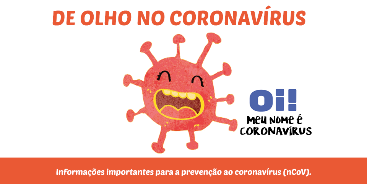 DE OLHO NO CORONAVÍRUS
Oi!
MEU NOME É
CORONAVÍRUS
Informações importantes para a prevenção ao coronavírus (nCoV).